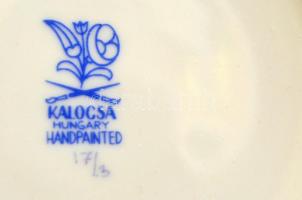 KALOCSA
HUNGARY
HANDPAINTED
17/3